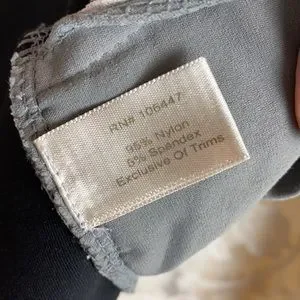 RN# 106447
95% Nylon
5% Spandex
Exclusive Of Trims